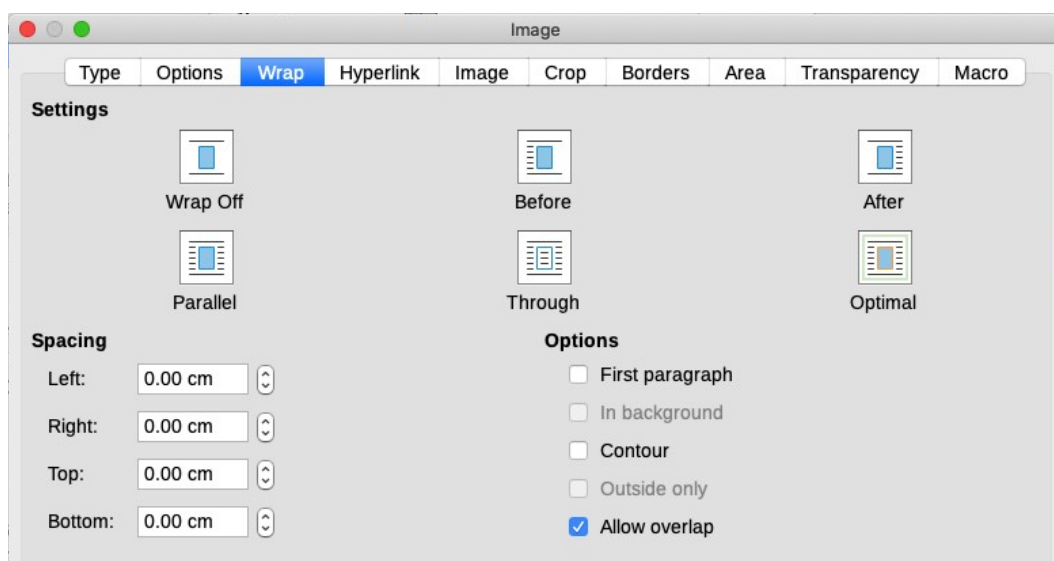 Image
Type Options Wrap Hyperlink Image Crop Borders Area Transparency Macro
Settings
Wrap Off Before After
Parallel Through Optimal
Spacing Options
Left: 0.00 cm First paragraph
Right: 0.00 cm In background
Top: 0.00 cm Contour
Outside only
Bottom: 0.00 cm Allow overlap